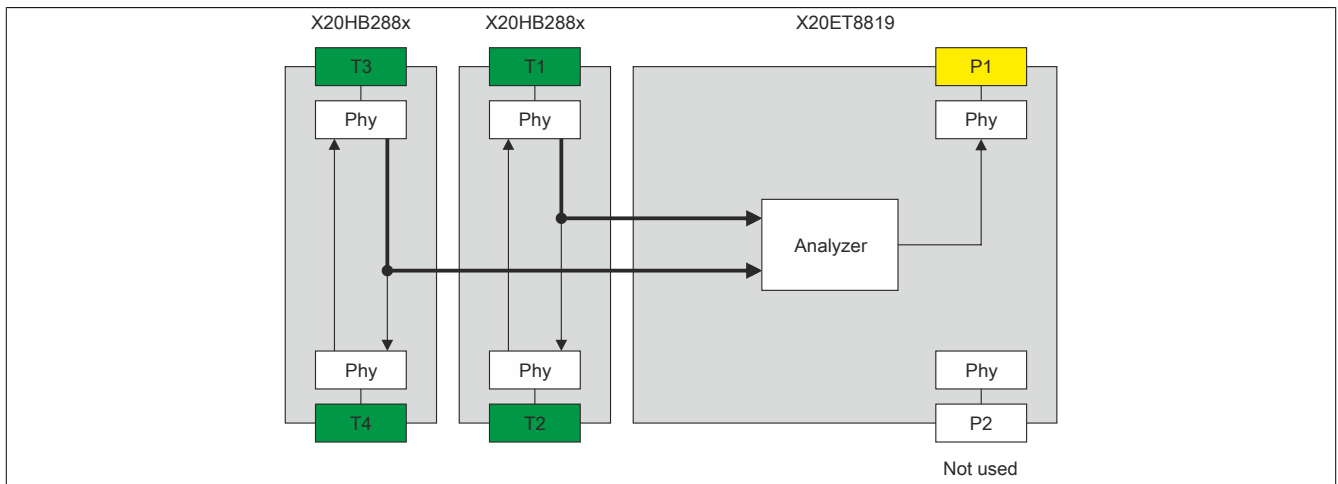 X20HB288x X20HB288x X20ET8819
T3 T1 P1
Phy Phy Phy
Analyzer
Phy Phy Phy
T4 T2 P2
Not used